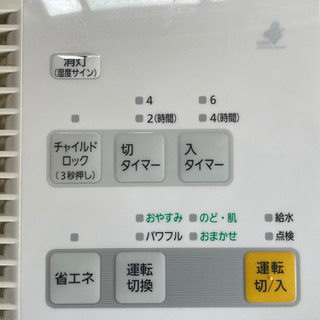 消灯
(湿度サイン)
4 6
2(時間) 4(時間)
チャイルド
ロック
(3秒押し)
切
タイマー
入
タイマー
おやすみ のど・肌 給水
パワフル おまかせ 点検
省エネ
運転
切換
運転
切/入